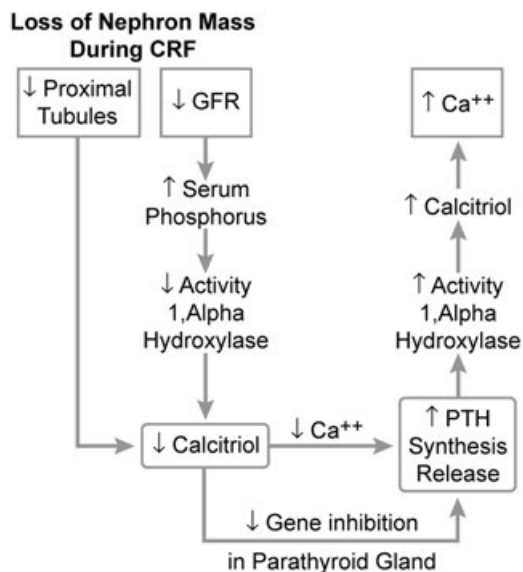 Loss of Nephron Mass
During CRF
↓ Proximal
Tubules
↓ GFR
↑ Serum
Phosphorus
↓ Activity
1,Alpha
Hydroxylase
↓ Calcitriol
↓ Ca++
↑ PTH
Synthesis
Release
↑ Activity
1,Alpha
Hydroxylase
↑ Calcitriol
↑ Ca++
↓ Gene inhibition
in Parathyroid Gland